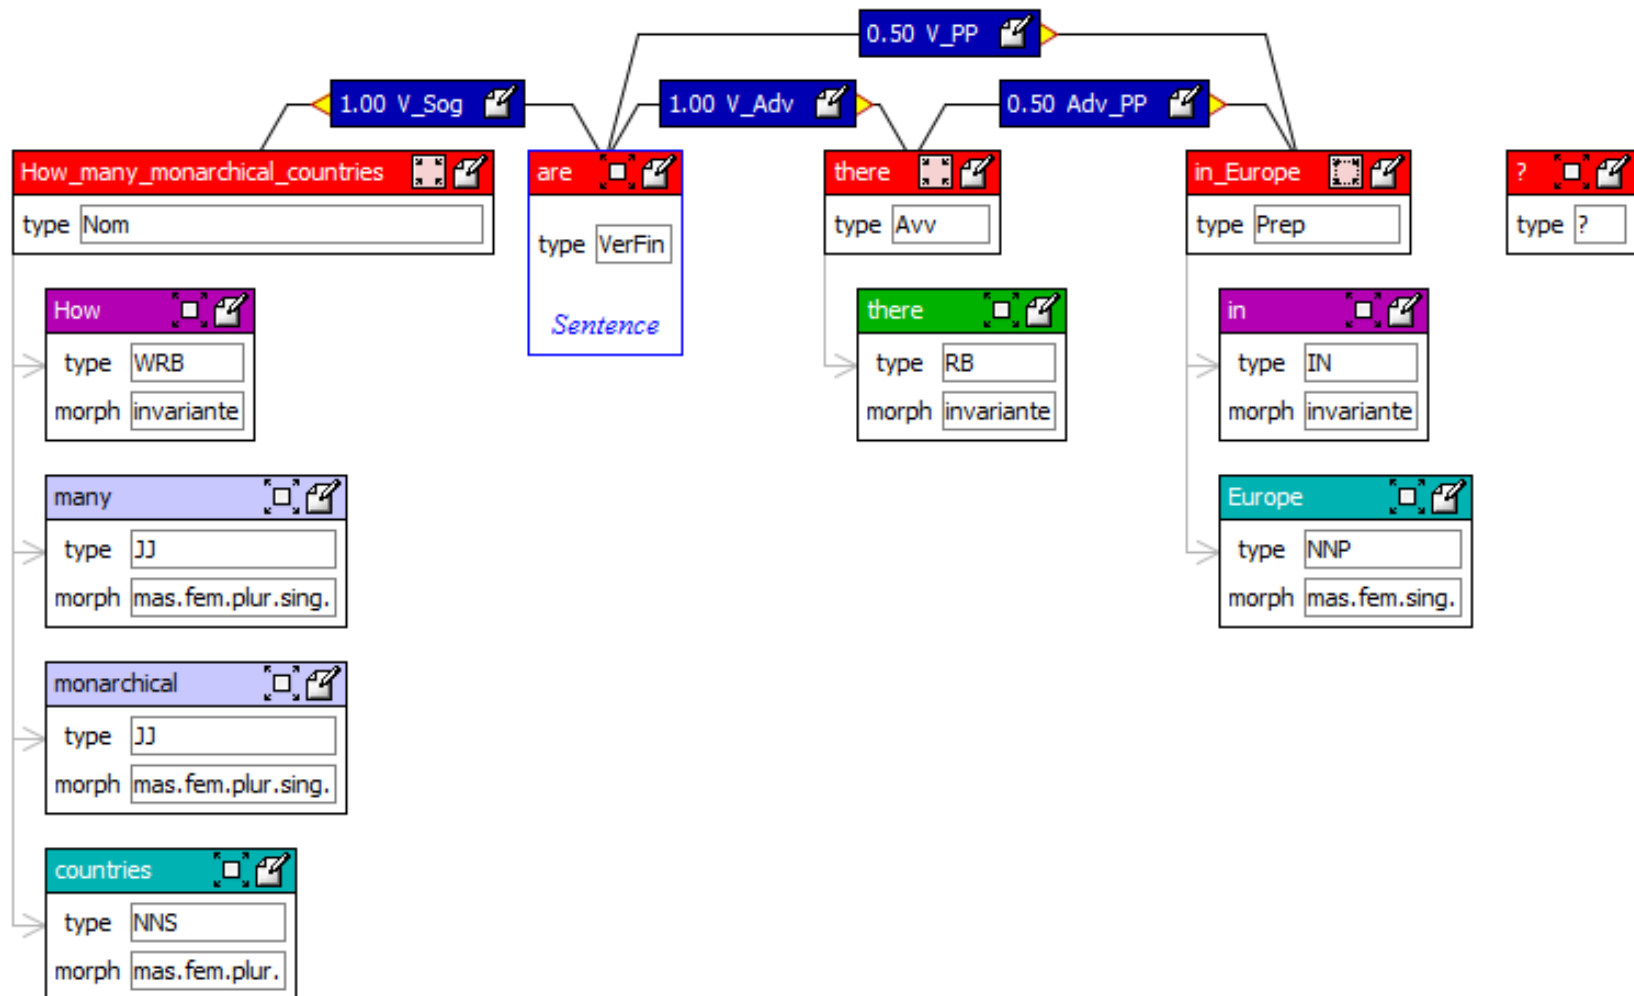 0.50 V_PP
1.00 V_Sog
1.00 V_Adv
0.50 Adv_PP
How_many_monarchical_countries
type Nom
are
type VerFin
Sentence
there
type Avv
in_Europe
type Prep
?
type ?
How
type WRB
morph invariante
there
type RB
morph invariante
in
type IN
morph invariante
many
type JJ
morph mas.fem.plur.sing.
Europe
type NNP
morph mas.fem.sing.
monarchical
type JJ
morph mas.fem.plur.sing.
countries
type NNS
morph mas.fem.plur.